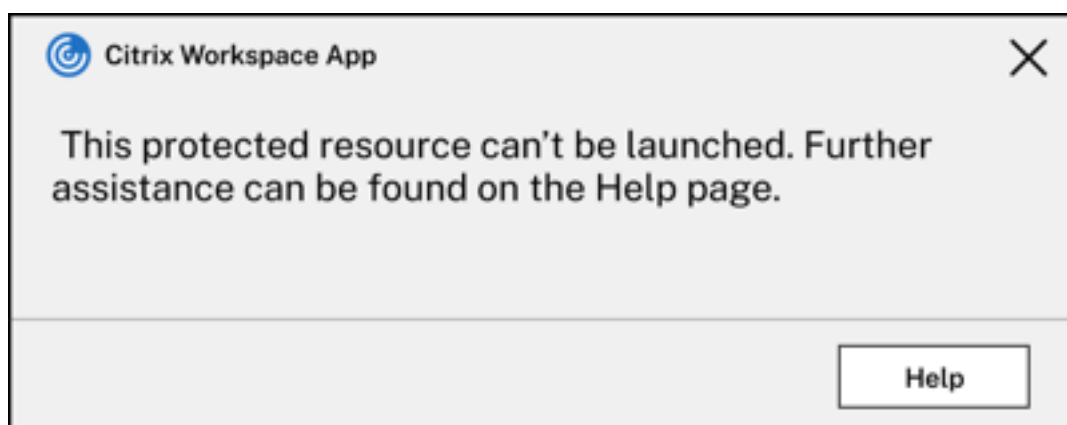 Citrix Workspace App
This protected resource can’t be launched. Further
assistance can be found on the Help page.
Help